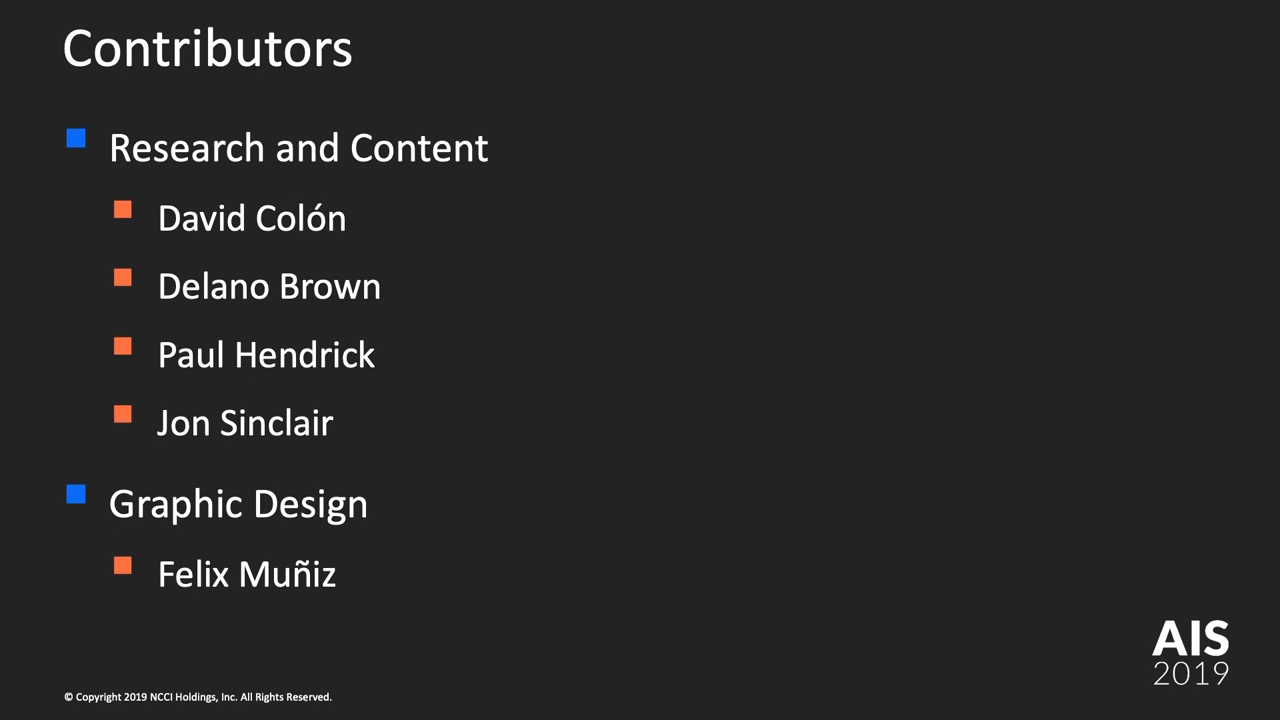 Contributors
Research and Content
David Colón
Delano Brown
Paul Hendrick
Jon Sinclair
Graphic Design
Felix Muñiz
AIS
2019
© Copyright 2019 NCCI Holdings, Inc. All Rights Reserved.